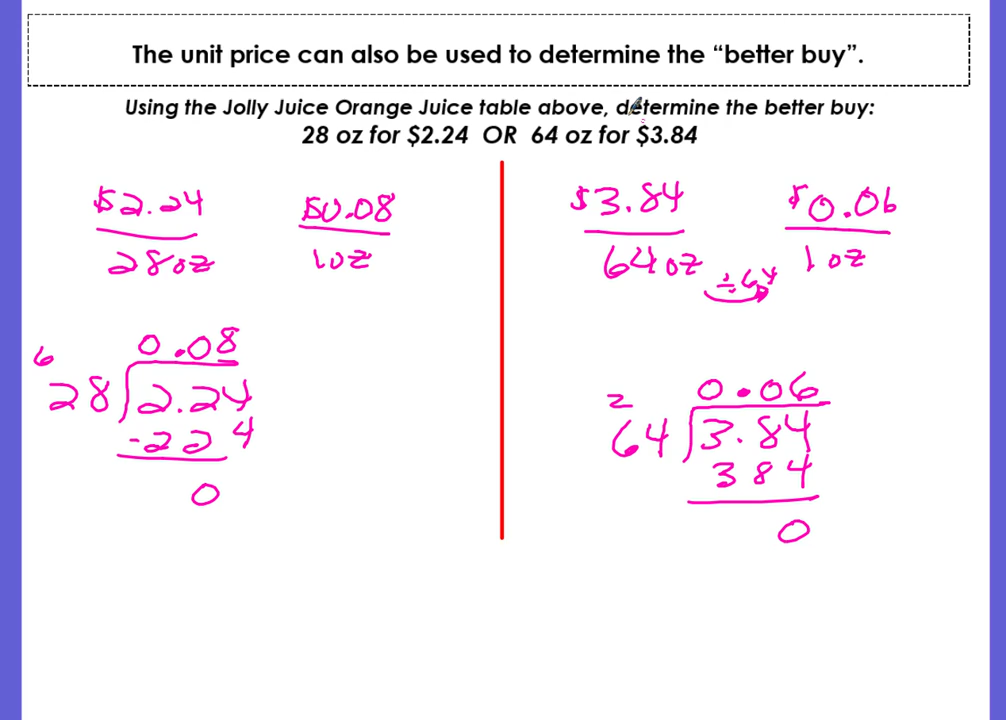 The unit price can also be used to determine the “better buy”.
Using the Jolly Juice Orange Juice table above, determine the better buy:
28 oz for $2.24 OR 64 oz for $3.84
$2.24
28oz
$0.08
1oz
$3.84
64oz
÷64
$0.06
1oz
6
0.08
28 2.24
-224
0
2
0.06
64 3.84
384
0